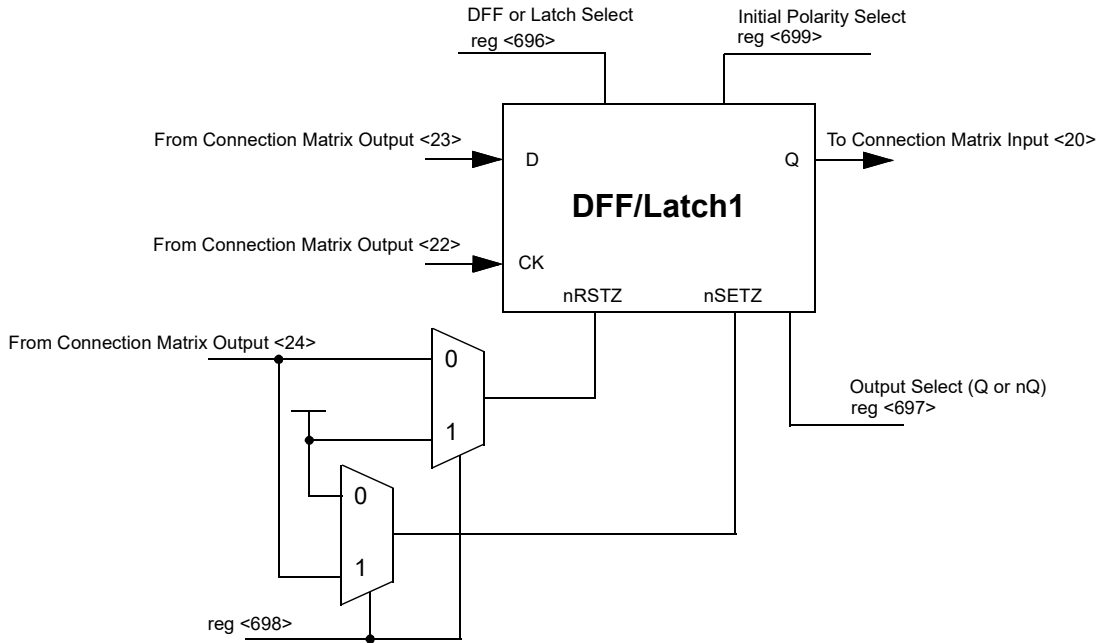 DFF or Latch Select
reg <696>
Initial Polarity Select
reg <699>
From Connection Matrix Output <23>
D
Q
To Connection Matrix Input <20>
DFF/Latch1
From Connection Matrix Output <22>
CK
nRSTZ
nSETZ
From Connection Matrix Output <24>
0
1
Output Select (Q or nQ)
reg <697>
0
1
reg <698>